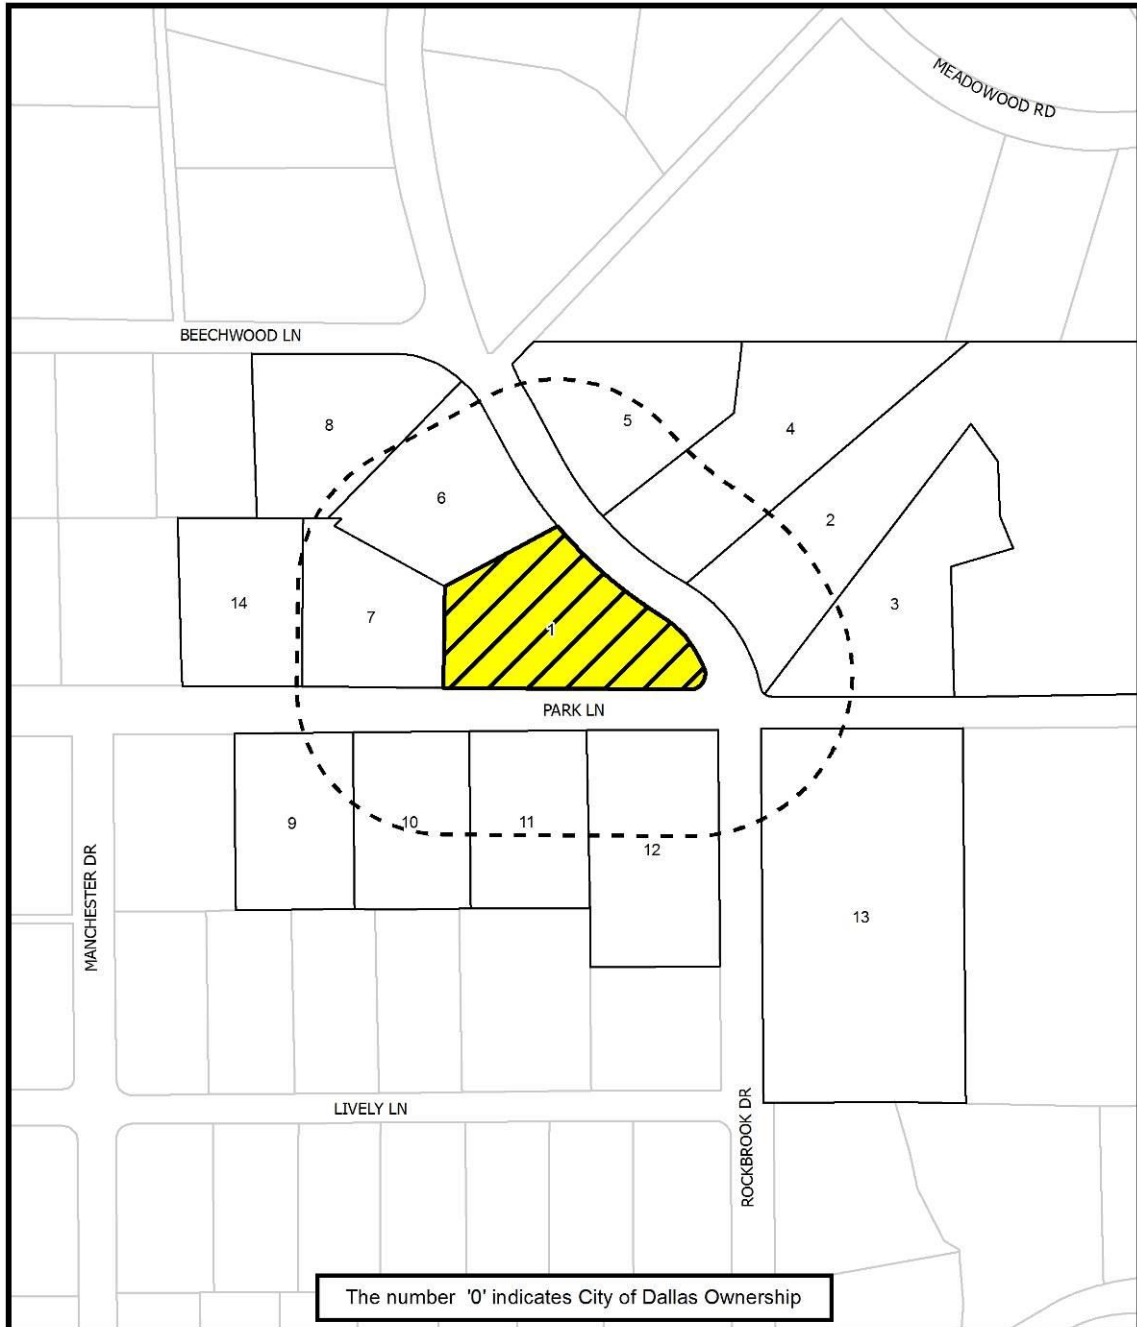 MEADOWOOD RD
BEECHWOOD LN
8
5
4
6
2
14
7
1
3
PARK LN
9
10
11
12
13
MANCHESTER DR
LIVELY LN
ROCKBROOK DR
The number '0' indicates City of Dallas Ownership